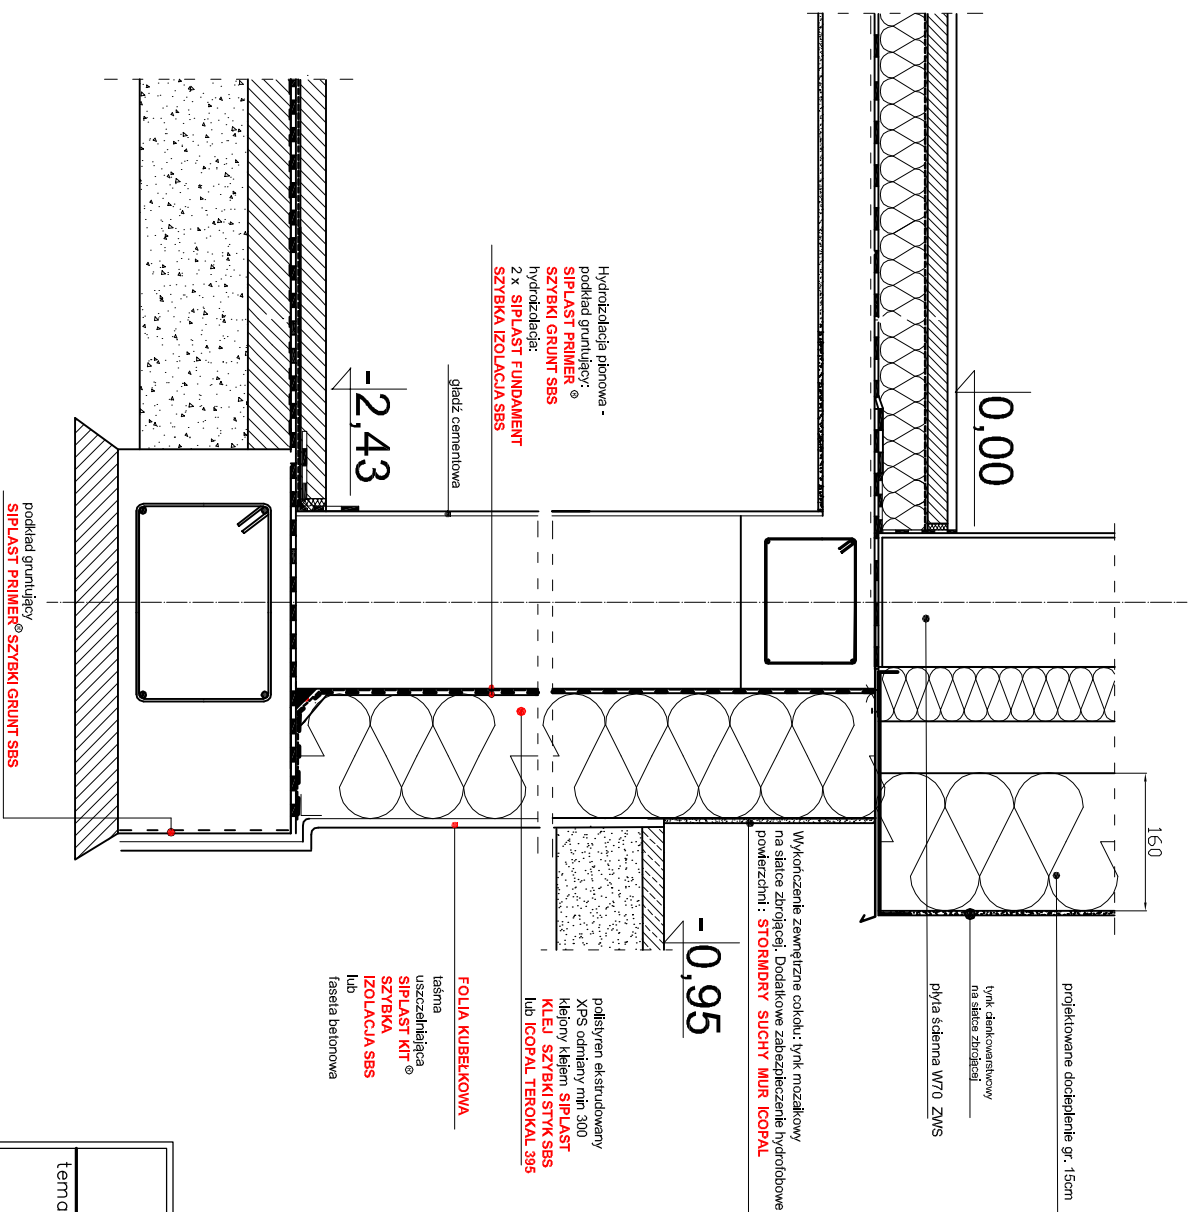 160
projektowane docieplenie gr. 15cm
tynk cienkowarstwowy
na siatce zbrojącej
płyta ścienna W70 ZWS
0,00
Wykończenie zewnętrzne cokołu: tynk mozaikowy
na siatce zbrojącej. Dodatkowe zabezpieczenie hydrofobowe
powierzchni : STORMDRY SUCHY MUR ICOPAL
- 0,95
Hydroizolacja pionowa -
podkład gruntujący:
SIPLAST PRIMER ®
SZYBKI GRUNT SBS
hydroizolacja:
2 x SIPLAST FUNDAMENT
SZYBKA IZOLACJA SBS
polistyren ekstrudowany
XPS odmiany min 300
klejony klejem SIPLAST
KLEJ SZYBKI STYK SBS
lub ICOPAL TEROKAL 395
gładź cementowa
FOLIA KUBEŁKOWA
taśma
uszczelniająca
SIPLAST KIT ®
SZYBKA
IZOLACJA SBS
lub
faseta betonowa
-2,43
podkład gruntujący
SIPLAST PRIMER® SZYBKI GRUNT SBS
tema